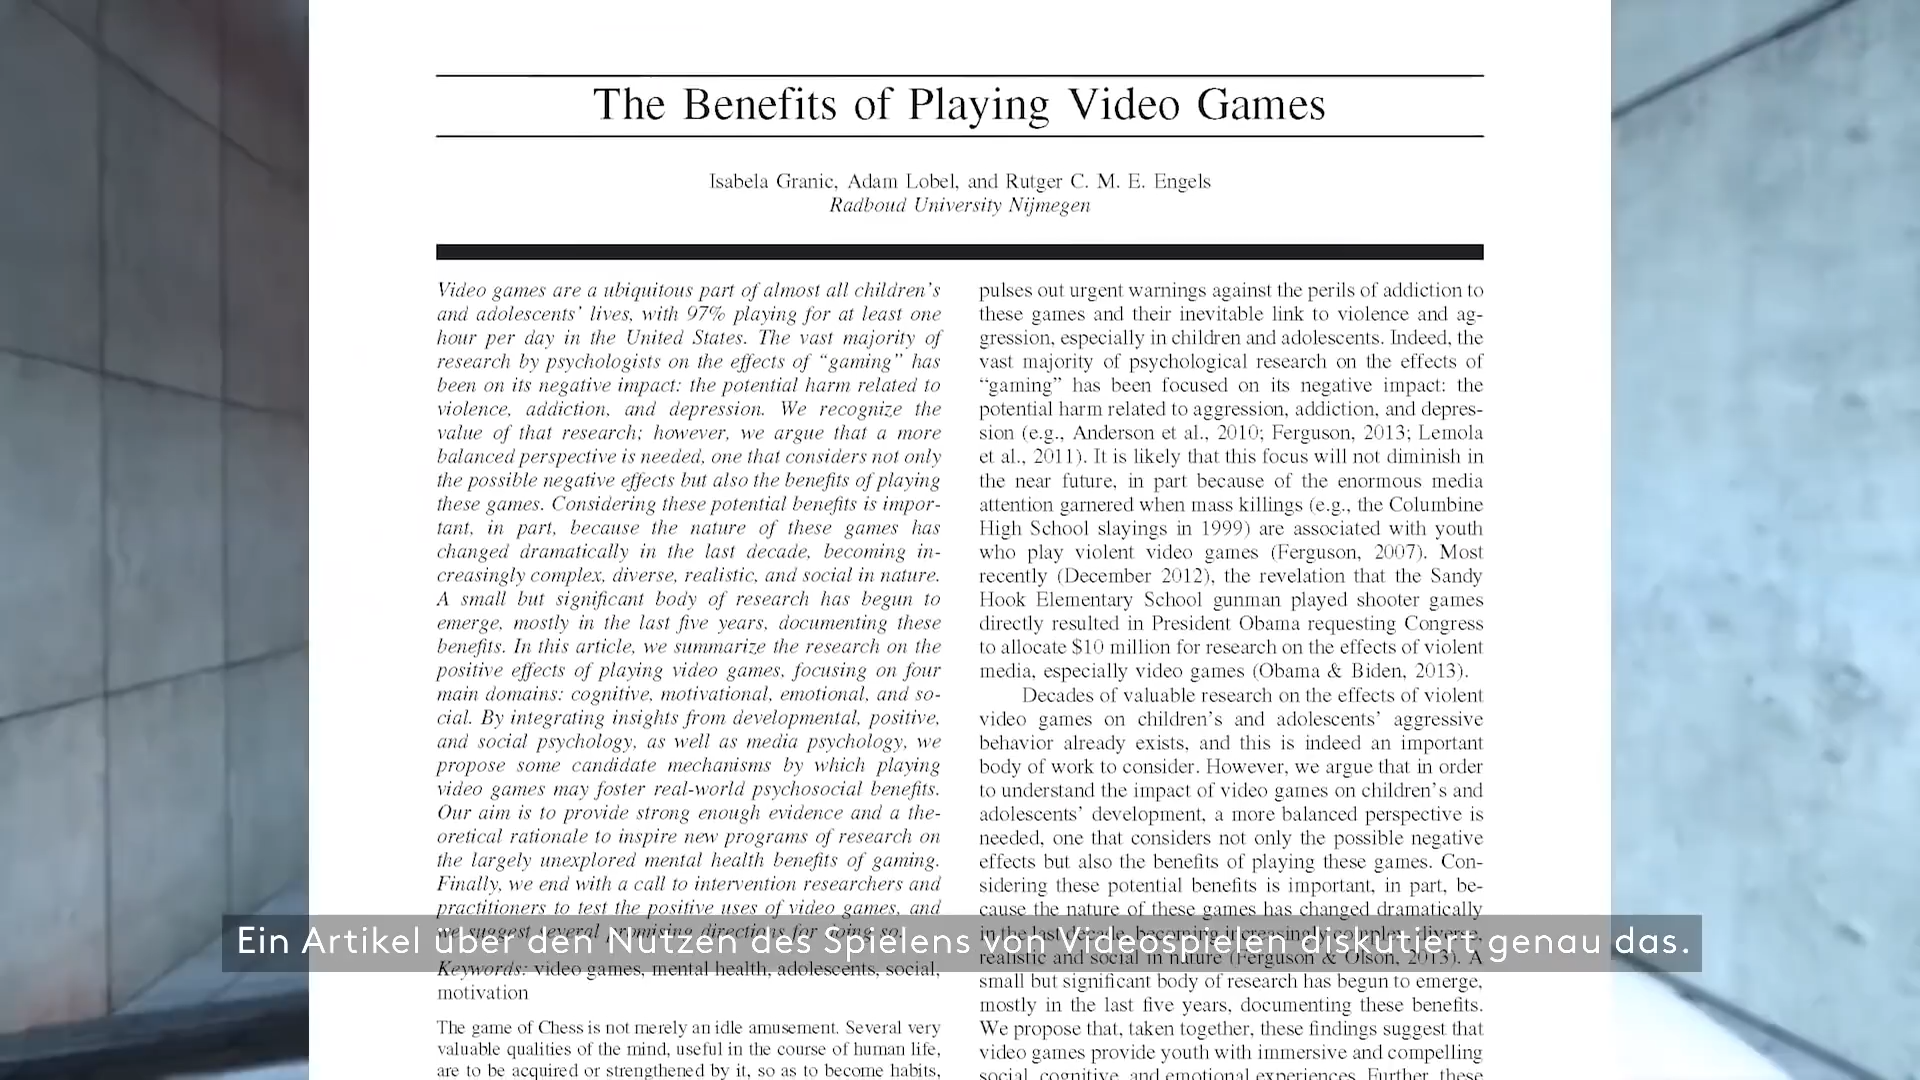 The Benefits of Playing Video Games
Isabela Granic, Adam Lobel, and Rutger C. M. E. Engels
Radboud University Nijmegen
Video games are a ubiquitous part of almost all children's
and adolescents' lives, with 97% playing for at least one
hour per day in the United States. The vast majority of
research by psychologists on the effects of “gaming” has
been on its negative impact: the potential harm related to
violence, addiction, and depression. We recognize the
value of that research; however, we argue that a more
balanced perspective is needed, one that considers not only
the possible negative effects but also the benefits of playing
these games. Considering these potential benefits is impor-
tant, in part, because the nature of these games has
changed dramatically in the last decade, becoming in-
creasingly complex, diverse, realistic, and social in nature.
A small but significant body of research has begun to
emerge, mostly in the last five years, documenting these
benefits. In this article, we summarize the research on the
positive effects of playing video games, focusing on four
main domains: cognitive, motivational, emotional, and so-
cial. By integrating insights from developmental, positive,
and social psychology, as well as media psychology, we
propose some candidate mechanisms by which playing
video games may foster real-world psychosocial benefits.
Our aim is to provide strong enough evidence and a the-
oretical rationale to inspire new programs of research on
the largely unexplored mental health benefits of gaming.
Finally, we end with a call to intervention researchers and
practitioners to test the positive uses of video games, and
we suggest several promising directions for doing so.
Keywords: video games, mental health, adolescents, social,
motivation
The game of Chess is not merely an idle amusement. Several very
valuable qualities of the mind, useful in the course of human life,
are to be acquired or strengthened by it, so as to become habits,
pulses out urgent warnings against the perils of addiction to
these games and their inevitable link to violence and ag-
gression, especially in children and adolescents. Indeed, the
vast majority of psychological research on the effects of
“gaming” has been focused on its negative impact: the
potential harm related to aggression, addiction, and depres-
sion (e.g., Anderson et al., 2010; Ferguson, 2013; Lemola
et al., 2011). It is likely that this focus will not diminish in
the near future, in part because of the enormous media
attention garnered when mass killings (e.g., the Columbine
High School slayings in 1999) are associated with youth
who play violent video games (Ferguson, 2007). Most
recently (December 2012), the revelation that the Sandy
Hook Elementary School gunman played shooter games
directly resulted in President Obama requesting Congress
to allocate $10 million for research on the effects of violent
media, especially video games (Obama & Biden, 2013).
Decades of valuable research on the effects of violent
video games on children's and adolescents' aggressive
behavior already exists, and this is indeed an important
body of work to consider. However, we argue that in order
to understand the impact of video games on children's and
adolescents' development, a more balanced perspective is
needed, one that considers not only the possible negative
effects but also the benefits of playing these games. Con-
sidering these potential benefits is important, in part, be-
cause the nature of these games has changed dramatically
in the last decade, becoming increasingly complex, diverse,
realistic and social in nature (Ferguson & Olson, 2013). A
small but significant body of research has begun to emerge,
mostly in the last five years, documenting these benefits.
We propose that, taken together, these findings suggest that
video games provide youth with immersive and compelling
social, cognitive, and emotional experiences. Further, these
Ein Artikel über den Nutzen des Spielens von Videospielen diskutiert genau das.